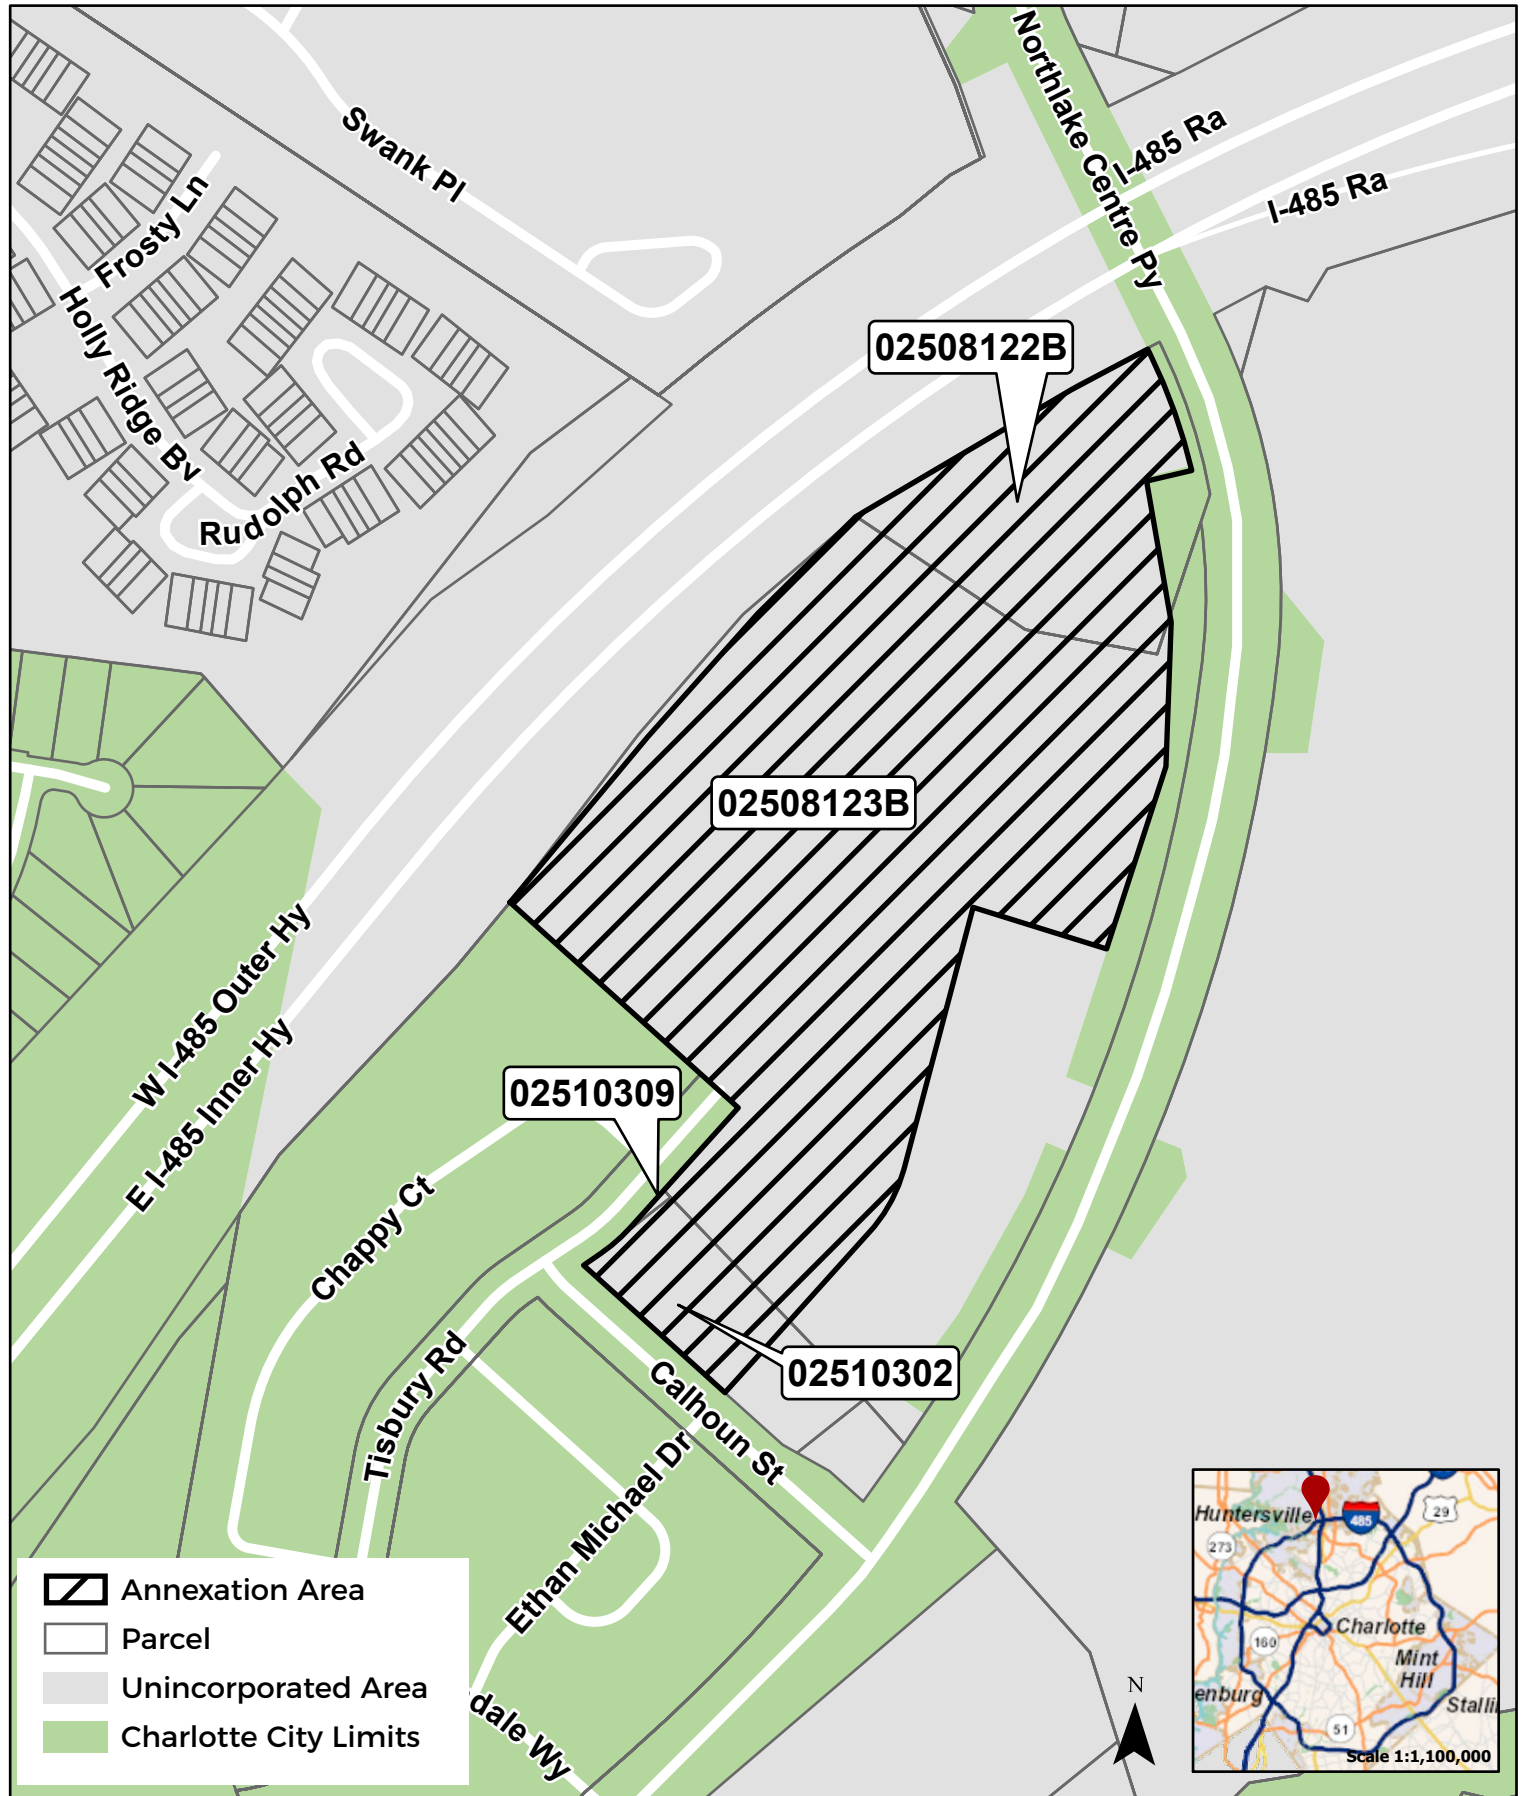 Northlake Centre Py
I-485 Ra
I-485 Ra
Swank Pl
Frosty Ln
Holly Ridge Bv
Rudolph Rd
02508122B
02508123B
W I-485 Outer Hy
E I-485 Inner Hy
02510309
Chappy Ct
Tisbury Rd
02510302
Calhoun St
Ethan Michael Dr
dale Wy
Annexation Area
Parcel
Unincorporated Area
Charlotte City Limits
N
Huntersville
485
29
273
160
Charlotte
Mint
Hill
enburg
Stalli
51
Scale 1:1,100,000